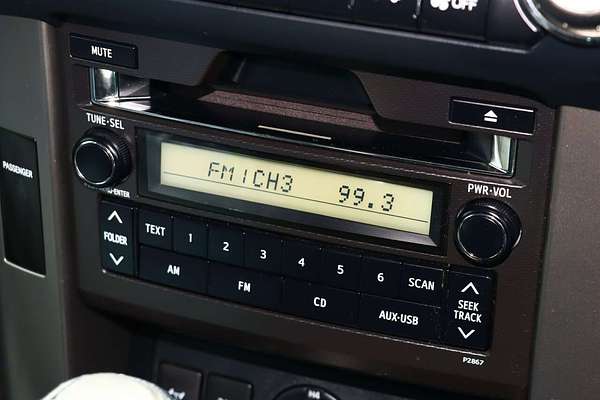 OFF
MUTE
TUNE·SEL
PASSENGER
FM1CH3 99.3
PWR·VOL
FOLDER
TEXT 1 2 3 4 5 6 SCAN
AM FM CD AUX·USB
SEEK
TRACK
P2867